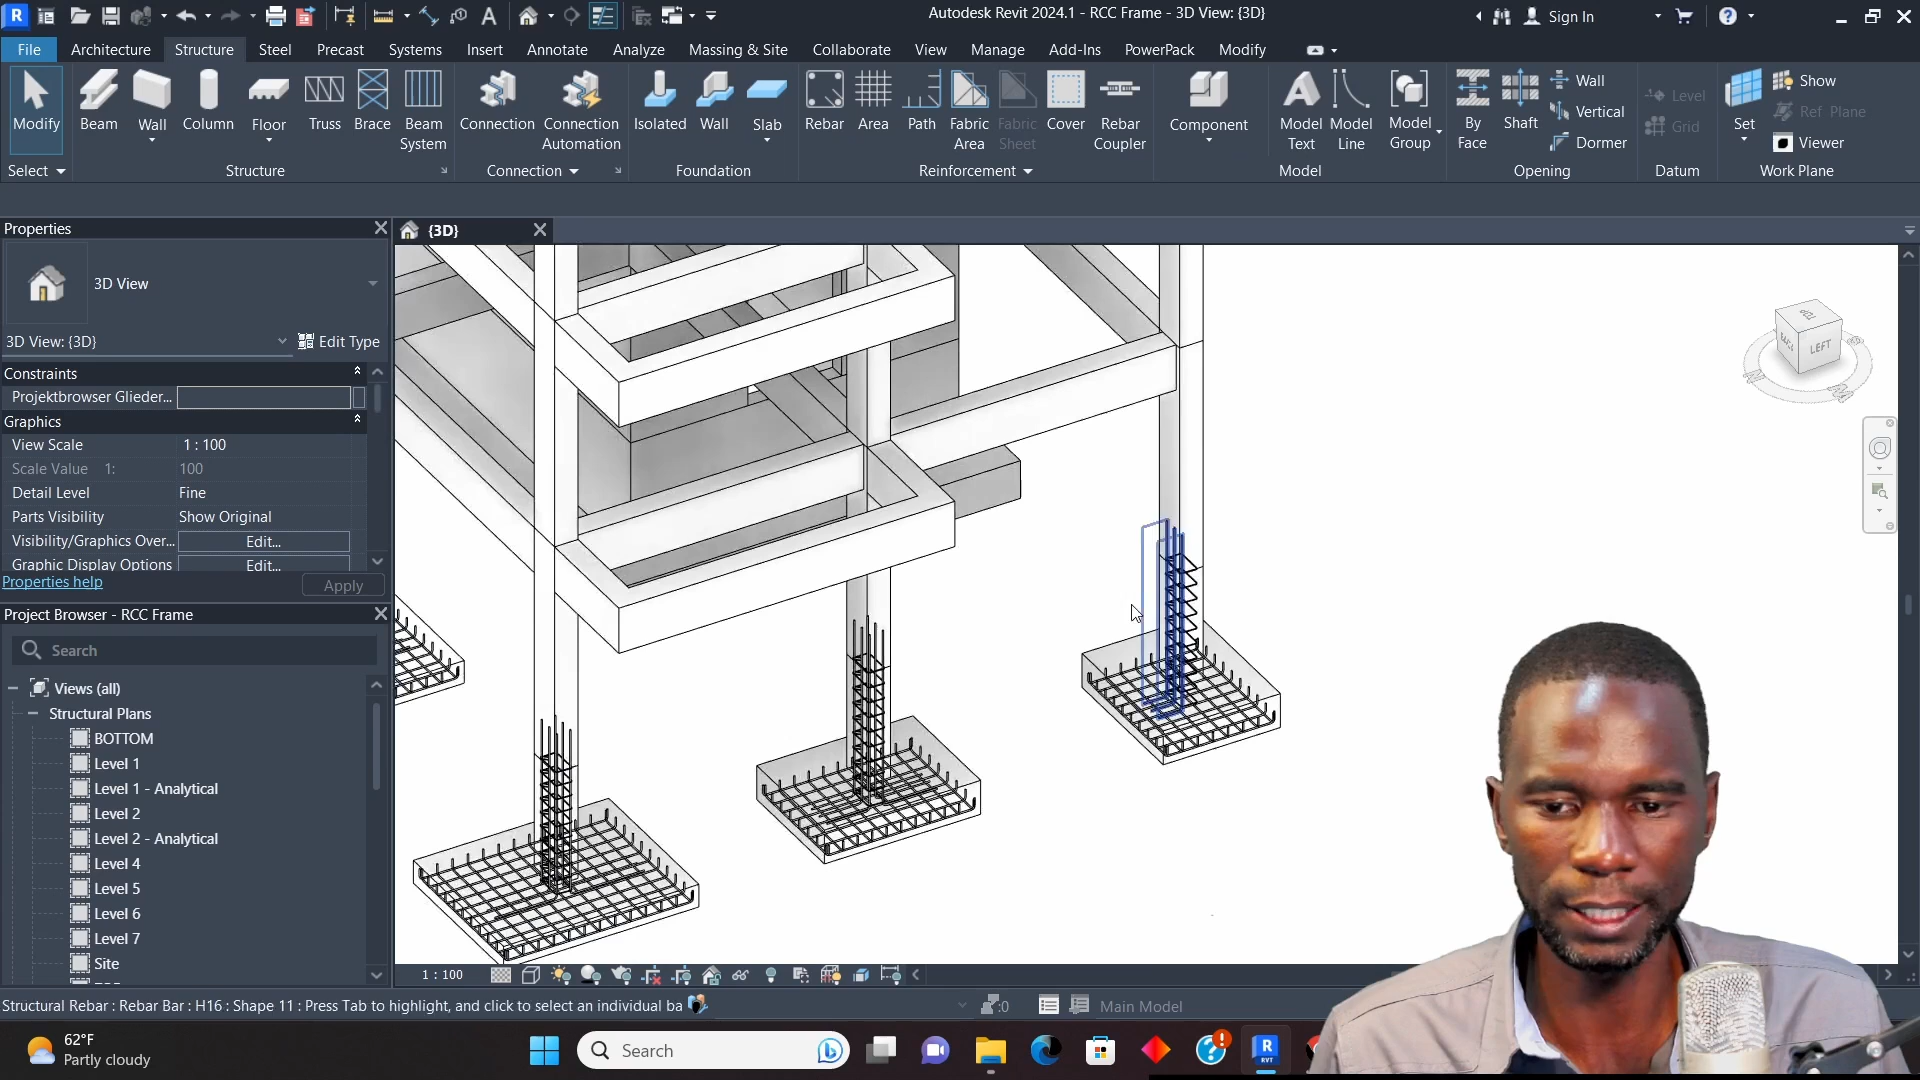 Autodesk Revit 2024.1 - RCC Frame - 3D View: {3D}
Sign In
File Architecture Structure Steel Precast Systems Insert Annotate Analyze Massing & Site Collaborate View Manage Add-Ins PowerPack Modify
Modify
Beam
Wall
Column
Floor
Truss
Brace
Beam System
Connection
Connection Automation
Isolated
Wall
Slab
Rebar
Area
Path
Fabric Area
Fabric Sheet
Cover
Rebar Coupler
Component
Model Text
Model Line
Model Group
By Face
Shaft
Wall
Vertical
Dormer
Level
Grid
Set
Show
Ref Plane
Viewer
Select Structure Connection Foundation Reinforcement Model Opening Datum Work Plane
Properties
{3D}
3D View
3D View: {3D} Edit Type
Constraints
Projektbrowser Glieder...
Graphics
View Scale 1 : 100
Scale Value 1: 100
Detail Level Fine
Parts Visibility Show Original
Visibility/Graphics Over... Edit...
Graphic Display Options Edit...
Properties help Apply
Project Browser - RCC Frame
Search
Views (all)
Structural Plans
BOTTOM
Level 1
Level 1 - Analytical
Level 2
Level 2 - Analytical
Level 4
Level 5
Level 6
Level 7
Site
TOP
LEFT
BACK
1 : 100
Structural Rebar : Rebar Bar : H16 : Shape 11 : Press Tab to highlight, and click to select an individual ba
:0
Main Model
62°F
Partly cloudy
Search